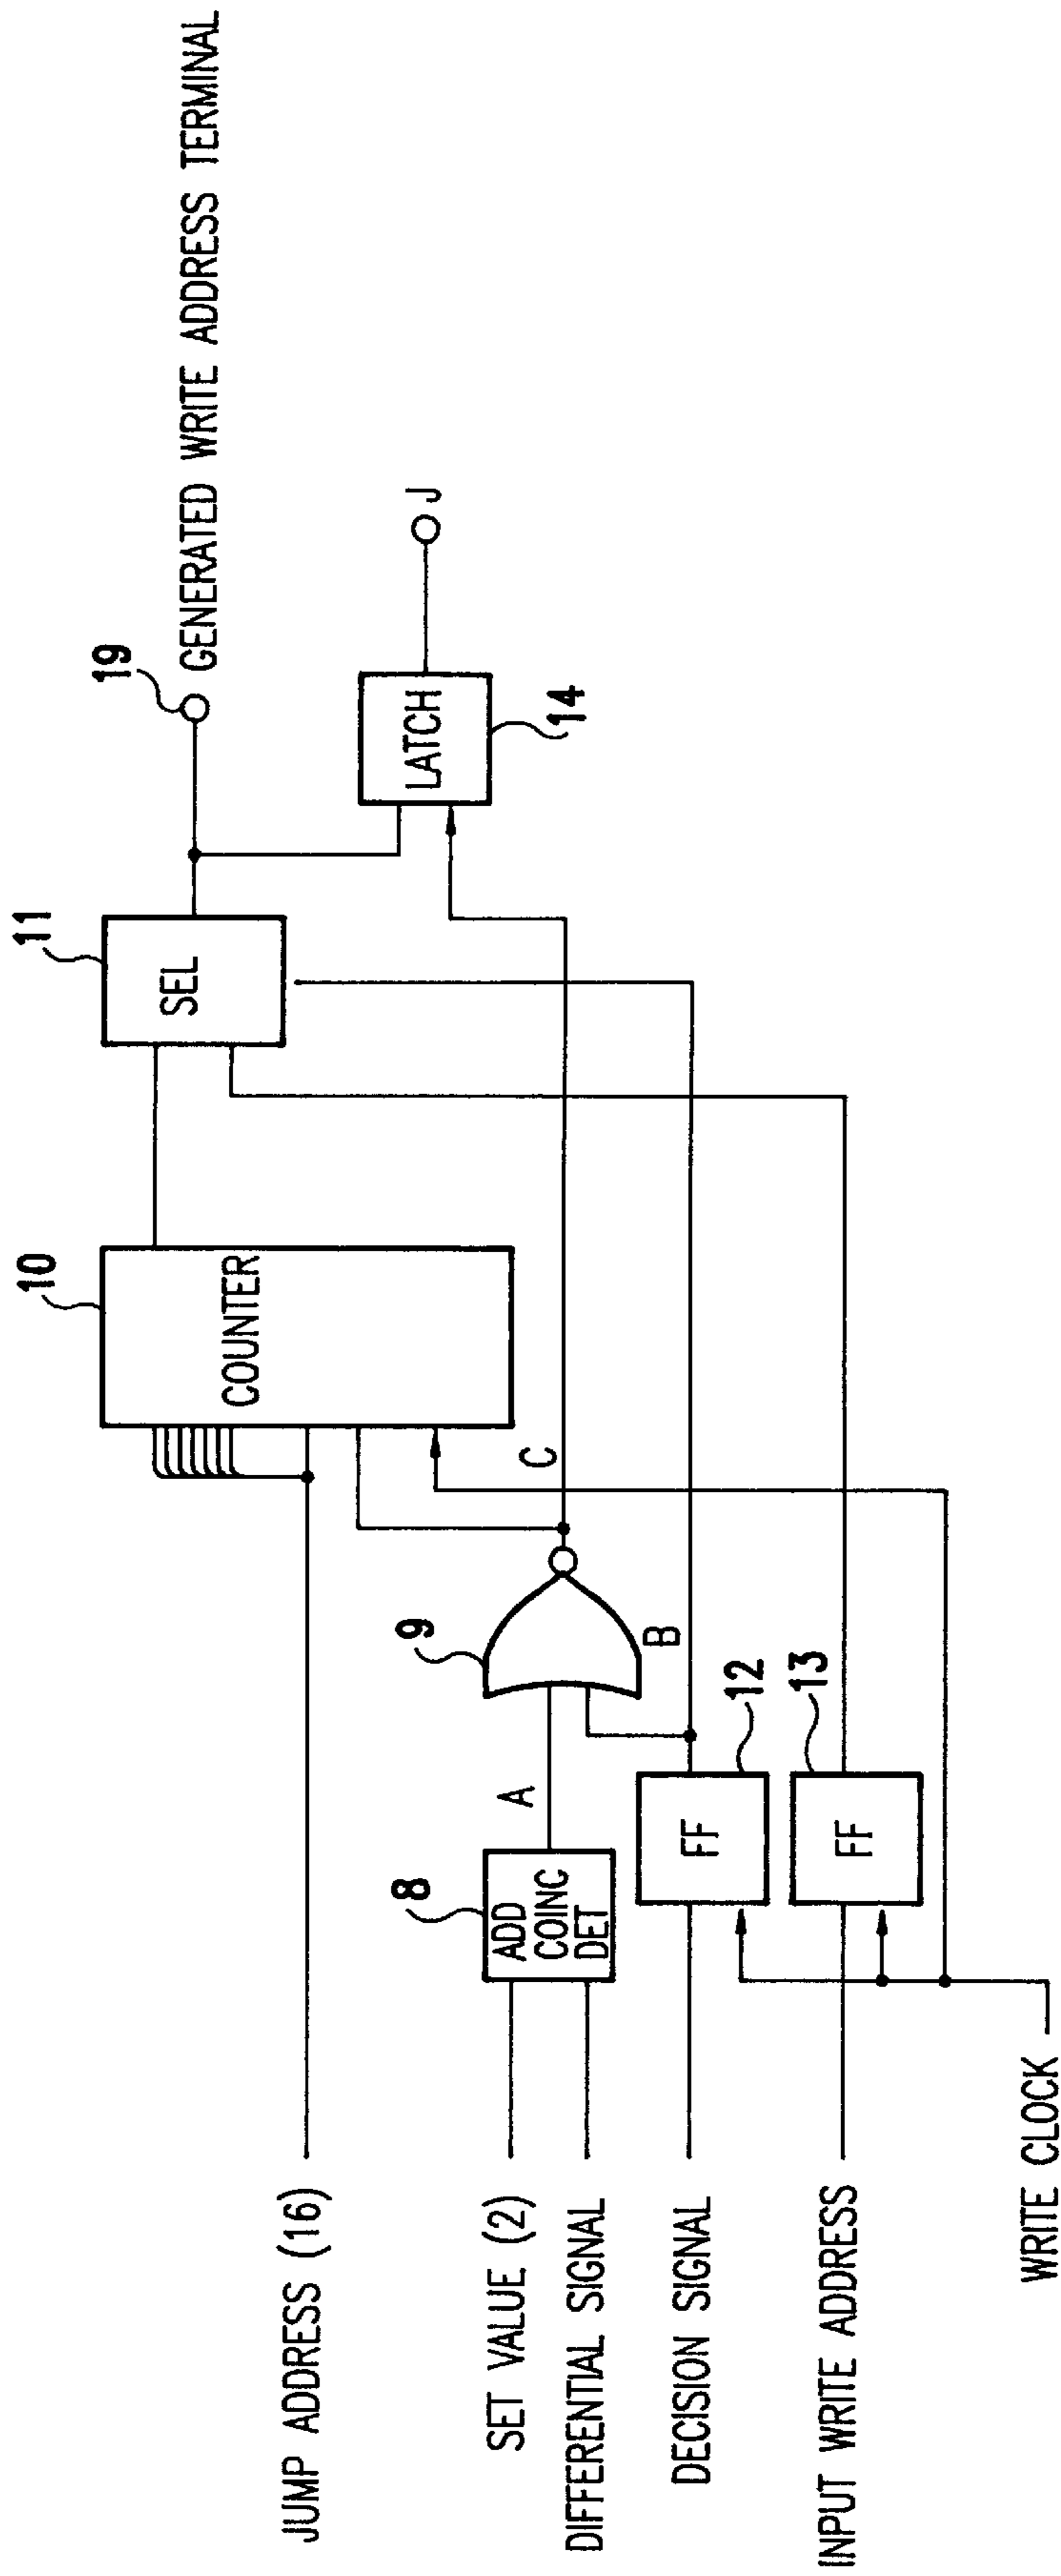 JUMP ADDRESS (16)
SET VALUE (2)
DIFFERENTIAL SIGNAL
DECISION SIGNAL
INPUT WRITE ADDRESS
WRITE CLOCK
8
ADD
COINC
DET
A
9
B
C
12
FF
13
FF
10
COUNTER
11
SEL
19
GENERATED WRITE ADDRESS TERMINAL
LATCH
14
J